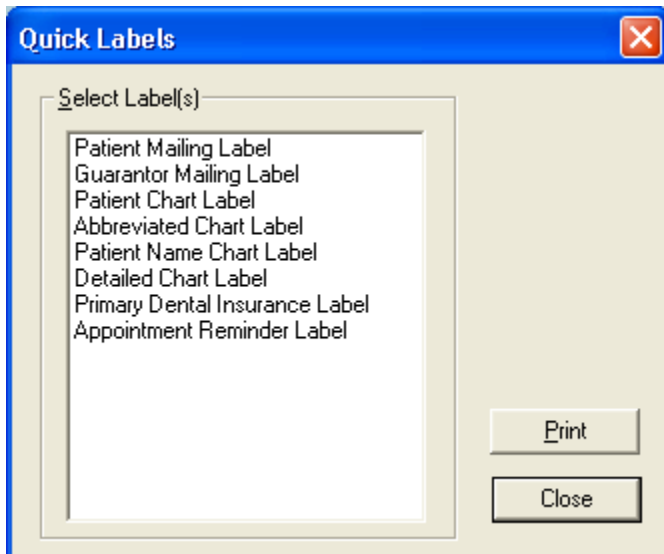 Quick Labels
Select Label(s)
Patient Mailing Label
Guarantor Mailing Label
Patient Chart Label
Abbreviated Chart Label
Patient Name Chart Label
Detailed Chart Label
Primary Dental Insurance Label
Appointment Reminder Label
Print
Close